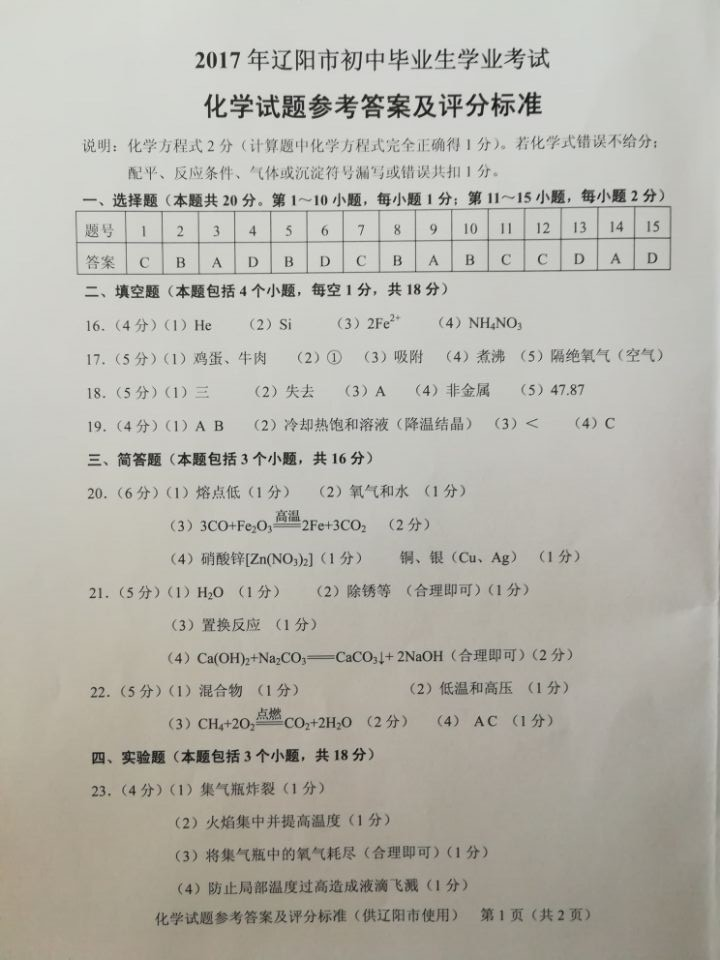 2017 年辽阳市初中毕业生学业考试
化学试题参考答案及评分标准
说明：化学方程式 2 分（计算题中化学方程式完全正确得 1 分）。若化学式错误不给分；
配平、反应条件、气体或沉淀符号漏写或错误共扣 1 分。
一、选择题（本题共 20 分。第 1～10 小题，每小题 1 分；第 11～15 小题，每小题 2 分）
题号 1 2 3 4 5 6 7 8 9 10 11 12 13 14 15
答案 C B A D B D C B A B C C D A D
二、填空题（本题包括 4 个小题，每空 1 分，共 18 分）
16.（4 分）（1）He （2）Si （3）2Fe²⁺ （4）NH₄NO₃
17.（5 分）（1）鸡蛋、牛肉 （2）① （3）吸附 （4）煮沸 （5）隔绝氧气（空气）
18.（5 分）（1）三 （2）失去 （3）A （4）非金属 （5）47.87
19.（4 分）（1）A B （2）冷却热饱和溶液（降温结晶） （3）＜ （4）C
三、简答题（本题包括 3 个小题，共 16 分）
20.（6 分）（1）熔点低（1 分） （2）氧气和水 （1 分）
（3）3CO+Fe₂O₃ 高温 2Fe+3CO₂ （2 分）
（4）硝酸锌[Zn(NO₃)₂]（1 分） 铜、银（Cu、Ag） （1 分）
21.（5 分）（1）H₂O （1 分） （2）除锈等 （合理即可）（1 分）
（3）置换反应 （1 分）
（4）Ca(OH)₂+Na₂CO₃══CaCO₃↓+ 2NaOH（合理即可）（2 分）
22.（5 分）（1）混合物 （1 分） （2）低温和高压 （1 分）
（3）CH₄+2O₂ 点燃 CO₂+2H₂O （2 分） （4） A C （1 分）
四、实验题（本题包括 3 个小题，共 18 分）
23.（4 分）（1）集气瓶炸裂（1 分）
（2）火焰集中并提高温度（1 分）
（3）将集气瓶中的氧气耗尽（合理即可）（1 分）
（4）防止局部温度过高造成液滴飞溅（1 分）
化学试题参考答案及评分标准（供辽阳市使用） 第 1 页（共 2 页）